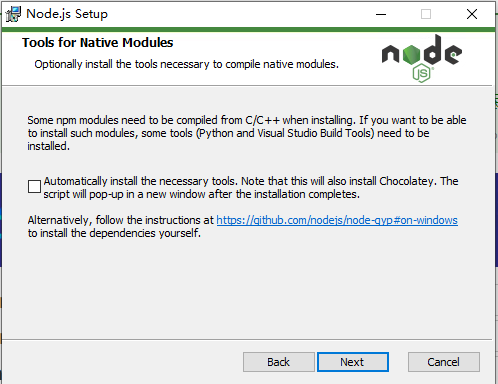 Node.js Setup
Tools for Native Modules
Optionally install the tools necessary to compile native modules.
node
JS
Some npm modules need to be compiled from C/C++ when installing. If you want to be able
to install such modules, some tools (Python and Visual Studio Build Tools) need to be
installed.
Automatically install the necessary tools. Note that this will also install Chocolatey. The
script will pop-up in a new window after the installation completes.
Alternatively, follow the instructions at https://github.com/nodejs/node-gyp#on-windows
to install the dependencies yourself.
Back
Next
Cancel